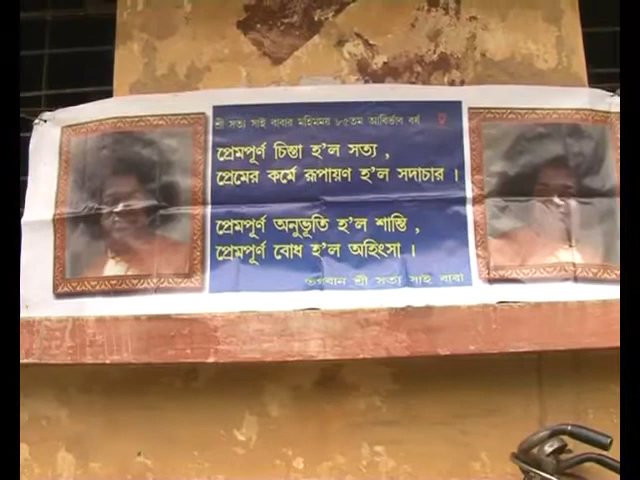 শ্রী সত্য সাই বাবার মহিমময় ৮৫তম আবির্ভাব বর্ষ
প্রেমপূর্ণ চিন্তা হ'ল সত্য,
প্রেমের কর্মে রূপায়ণ হ'ল সদাচার।
প্রেমপূর্ণ অনুভূতি হ'ল শান্তি,
প্রেমপূর্ণ বোধ হ'ল অহিংসা।
ভগবান শ্রী সত্য সাই বাবা